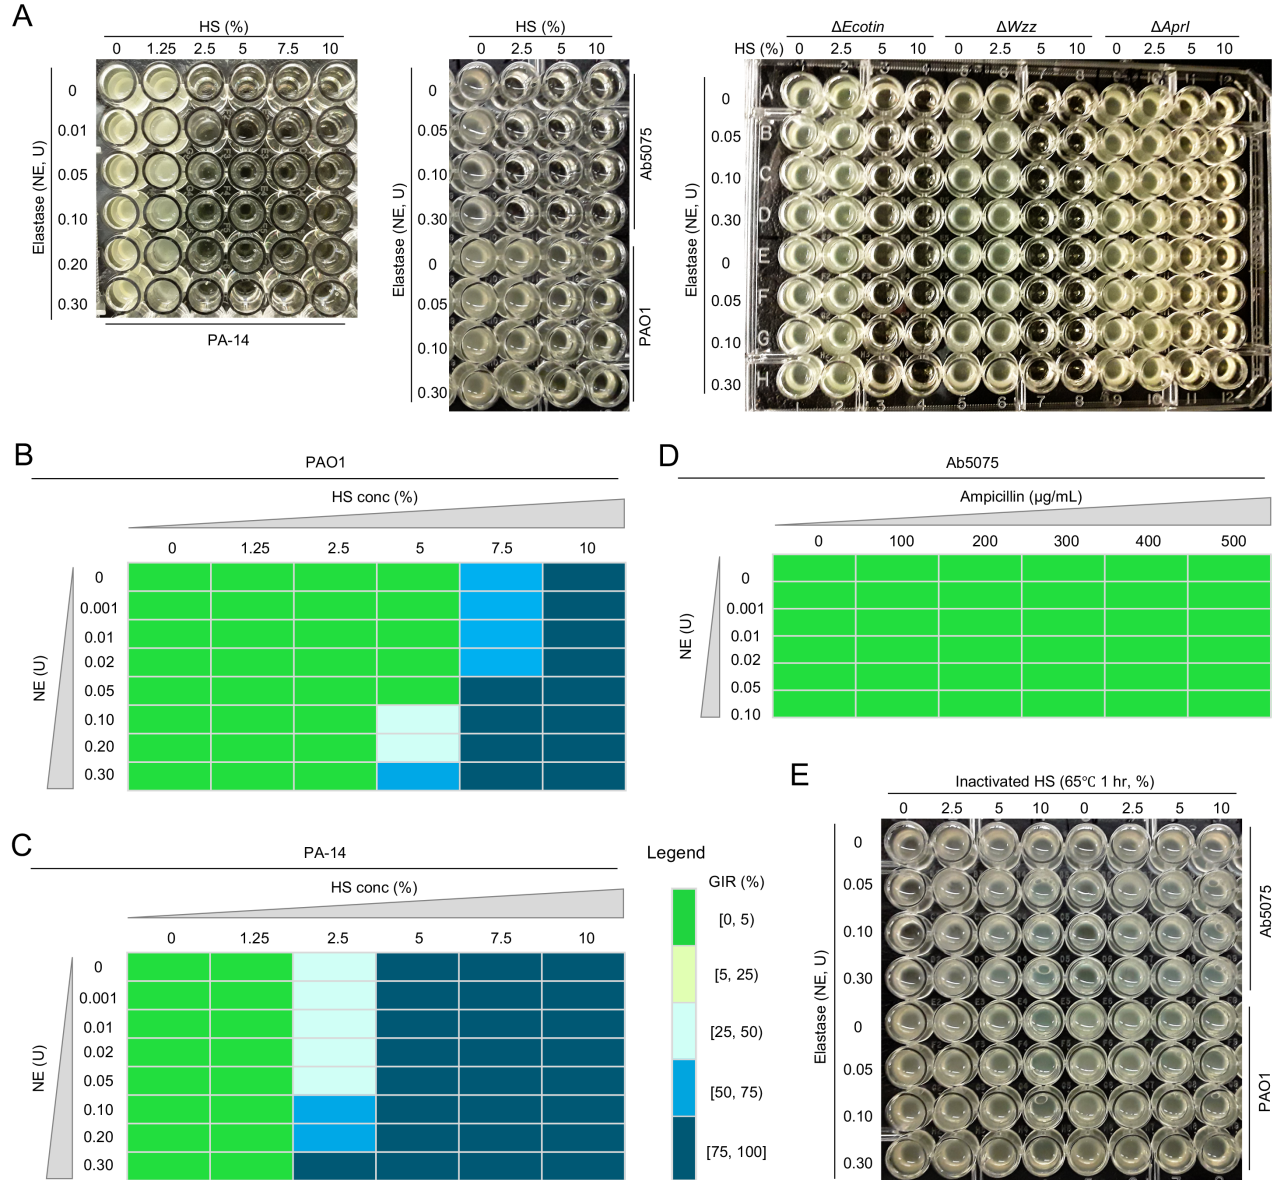 A
HS (%)
0 1.25 2.5 5 7.5 10
Elastase (NE, U)
0
0.01
0.05
0.10
0.20
0.30
PA-14
HS (%)
0 2.5 5 10
Elastase (NE, U)
0
0.05
0.10
0.30
0
0.05
0.10
0.30
Ab5075
PAO1
ΔEcotin ΔWzz ΔAprI
HS (%) 0 2.5 5 10 0 2.5 5 10 0 2.5 5 10
Elastase (NE, U)
0
0.05
0.10
0.30
0
0.05
0.10
0.30
A
B
C
D
E
F
G
H
B
PAO1
HS conc (%)
0 1.25 2.5 5 7.5 10
NE (U)
0
0.001
0.01
0.02
0.05
0.10
0.20
0.30
C
PA-14
HS conc (%)
0 1.25 2.5 5 7.5 10
NE (U)
0
0.001
0.01
0.02
0.05
0.10
0.20
0.30
Legend
GIR (%)
[0, 5)
[5, 25)
[25, 50)
[50, 75)
[75, 100]
D
Ab5075
Ampicillin (µg/mL)
0 100 200 300 400 500
NE (U)
0
0.001
0.01
0.02
0.05
0.10
E
Inactivated HS (65℃ 1 hr, %)
0 2.5 5 10 0 2.5 5 10
Elastase (NE, U)
0
0.05
0.10
0.30
0
0.05
0.10
0.30
Ab5075
PAO1